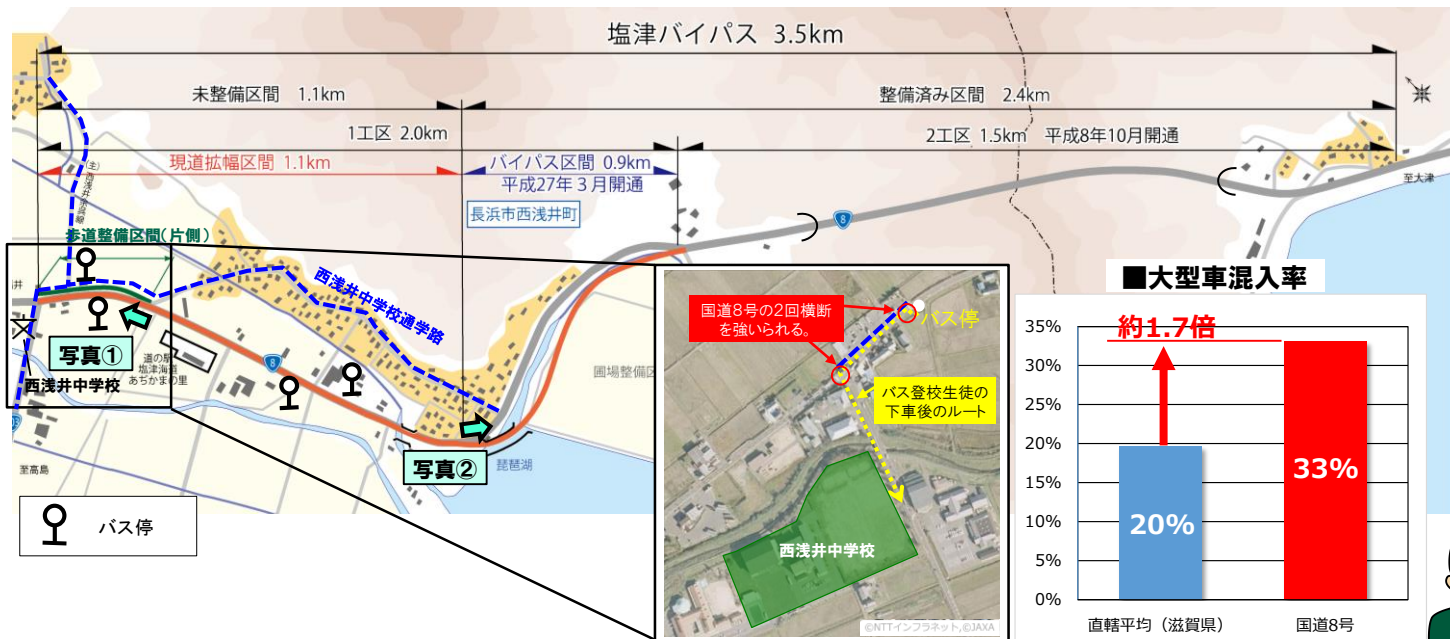 塩津バイパス 3.5km
未整備区間 1.1km
整備済み区間 2.4km
1工区 2.0km
2工区 1.5km 平成8年10月開通
現道拡幅区間 1.1km
バイパス区間 0.9km
平成27年3月開通
長浜市西浅井町
至大津
8
歩道整備区間(片側)
井
西浅井中学校通学路
写真①
道の駅
塩津海道
あぢかまの里
8
西浅井中学校
圃場整備区
至高島
写真②
琵琶湖
バス停
国道8号の2回横断
を強いられる。
バス停
バス登校生徒の
下車後のルート
西浅井中学校
©NTTインフラネット,©JAXA
■大型車混入率
約1.7倍
35%
30%
25%
20%
15%
10%
5%
0%
20%
33%
直轄平均(滋賀県)
国道8号